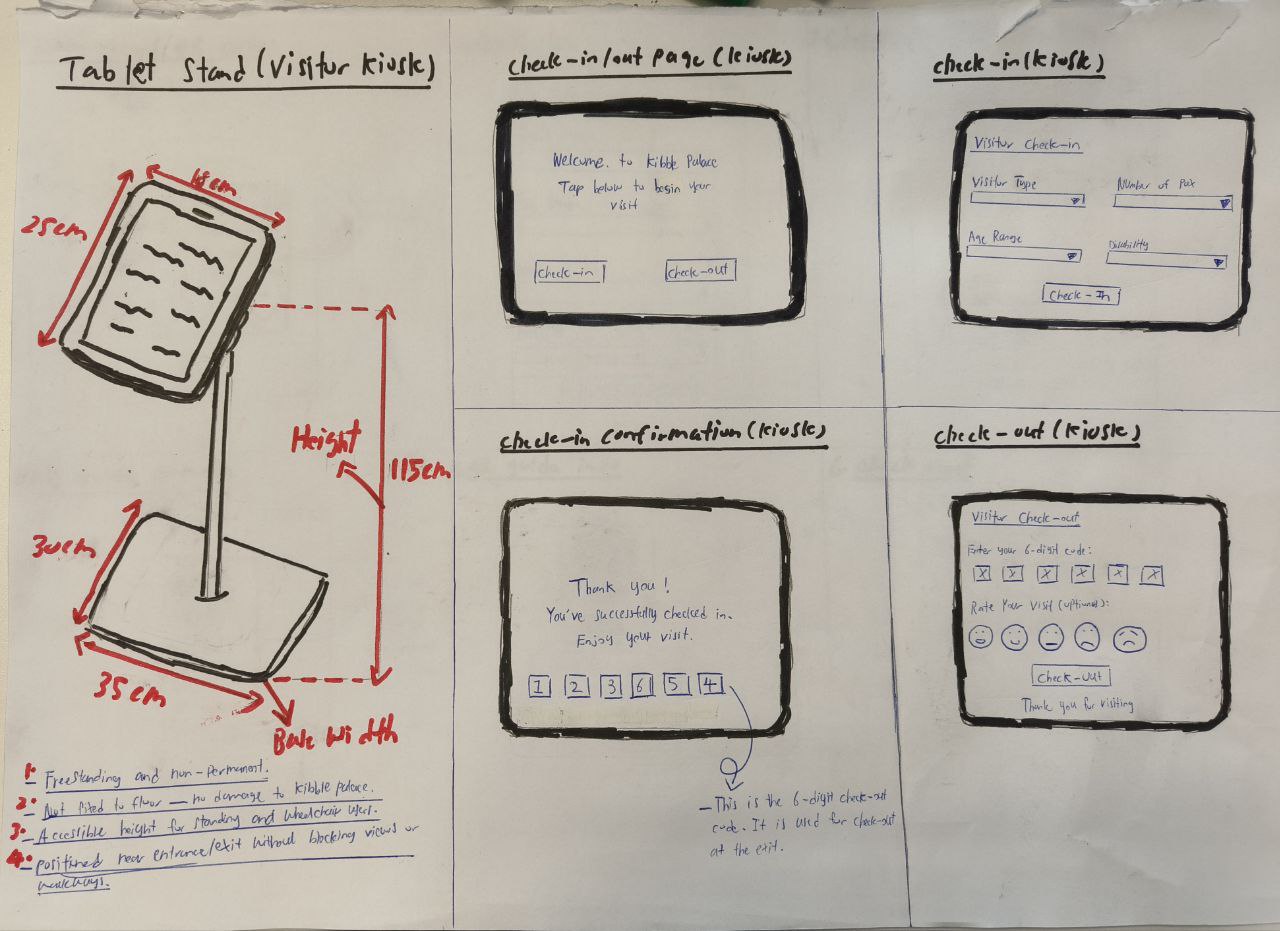 Tablet Stand (Visitor Kiosk)
18cm
25cm
Height
115cm
30cm
35cm
Base Width
1. Freestanding and non-permanent.
2. Not fixed to floor — no damage to Kibble palace.
3. Accessible height for standing and wheelchair users.
4. positioned near entrance/exit without blocking views or
walkways.
check-in/out page (kiosk)
Welcome. to Kibble Palace
Tap below to begin your
visit
Check-in
Check-out
check-in (kiosk)
Visitor Check-in
Visitor Type
Number of Pax
Age Range
Disability
Check-In
check-in confirmation (kiosk)
Thank you!
You've successfully checked in.
Enjoy your visit.
1 2 3 6 5 4
– This is the 6-digit check-out
code. It is used for check-out
at the exit.
check-out (kiosk)
Visitor Check-out
Enter your 6-digit code:
X X X X X X
Rate Your Visit (optional):
Check-out
Thank you for visiting